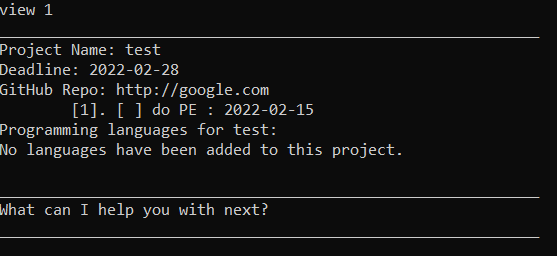 view 1
Project Name: test
Deadline: 2022-02-28
GitHub Repo: http://google.com
[1]. [ ] do PE : 2022-02-15
Programming languages for test:
No languages have been added to this project.
What can I help you with next?